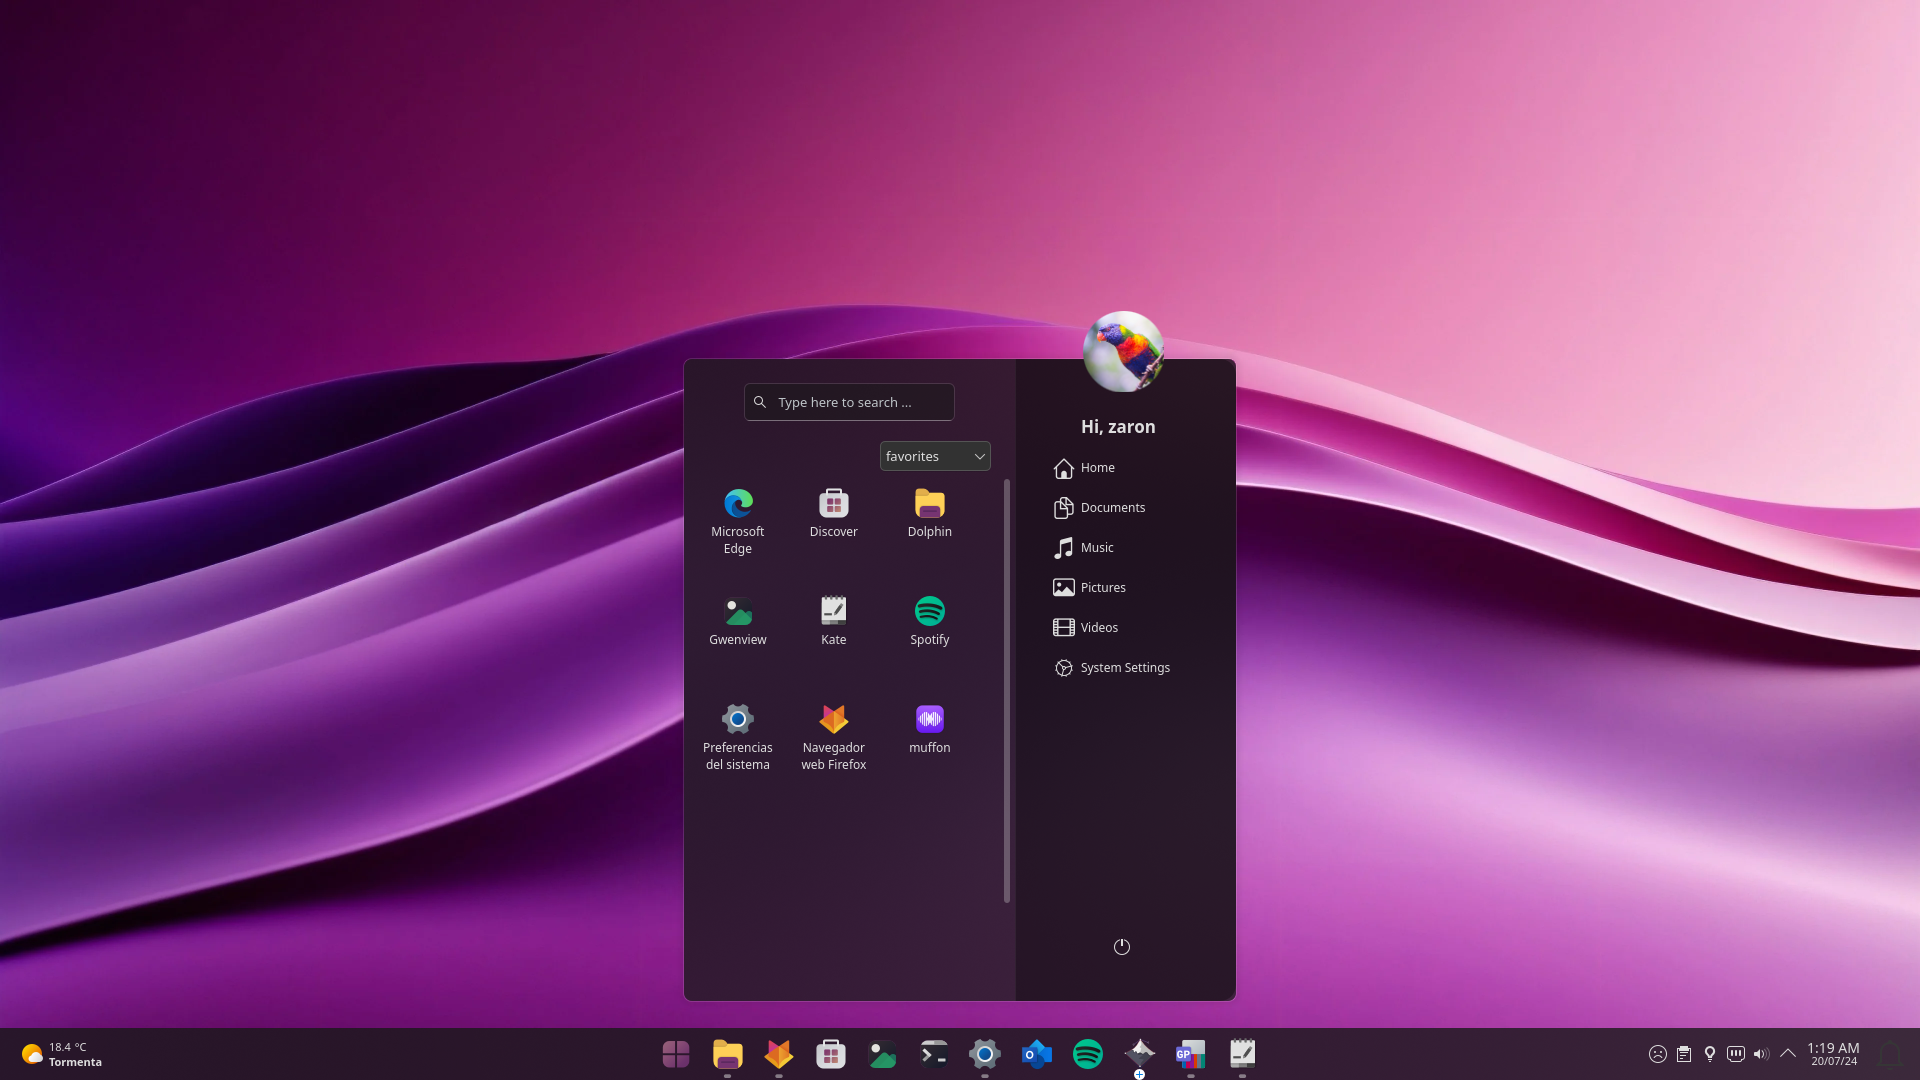 Type here to search ...
favorites
Microsoft
Edge
Discover
Dolphin
Gwenview
Kate
Spotify
Preferencias
del sistema
Navegador
web Firefox
muffon
Hi, zaron
Home
Documents
Music
Pictures
Videos
System Settings
18.4 °C
Tormenta
O
GP
1:19 AM
20/07/24